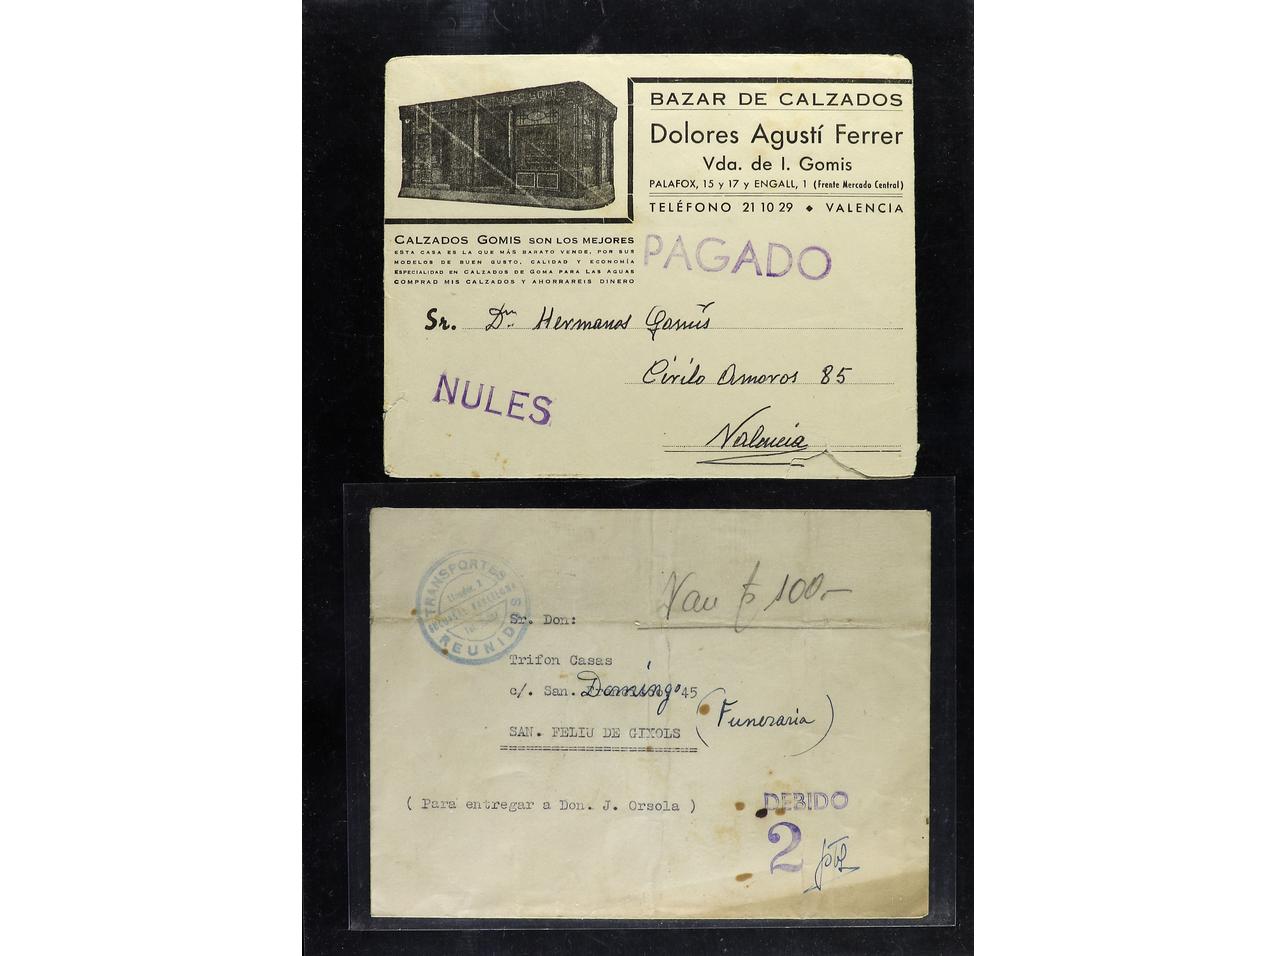 BAZAR DE CALZADOS
Dolores Agustí Ferrer
Vda. de I. Gomis
PALAFOX, 15 y 17 y ENGALL, 1 (Frente Mercado Central)
TELÉFONO 21 10 29 ◆ VALENCIA
CALZADOS GOMIS SON LOS MEJORES
ESTA CASA ES LA QUE MÁS BARATO VENDE, POR SUS
MODELOS DE BUEN GUSTO, CALIDAD Y ECONOMÍA
ESPECIALIDAD EN CALZADOS DE GOMA PARA LAS AGUAS
COMPRAD MIS CALZADOS Y AHORRAREIS DINERO
PAGADO
Sr. Dn Hermanos Gomis
Cirilo Amoros 85
NULES
Valencia
TRANSPORTES
REUNIDOS
Van 100.-
Sr. Don:
Trifon Casas
c/. San. Domingo 45
(Funeraria)
SAN. FELIU DE GIXOLS
( Para entregar a Don. J. Orsola )
DEBIDO
2 ptas